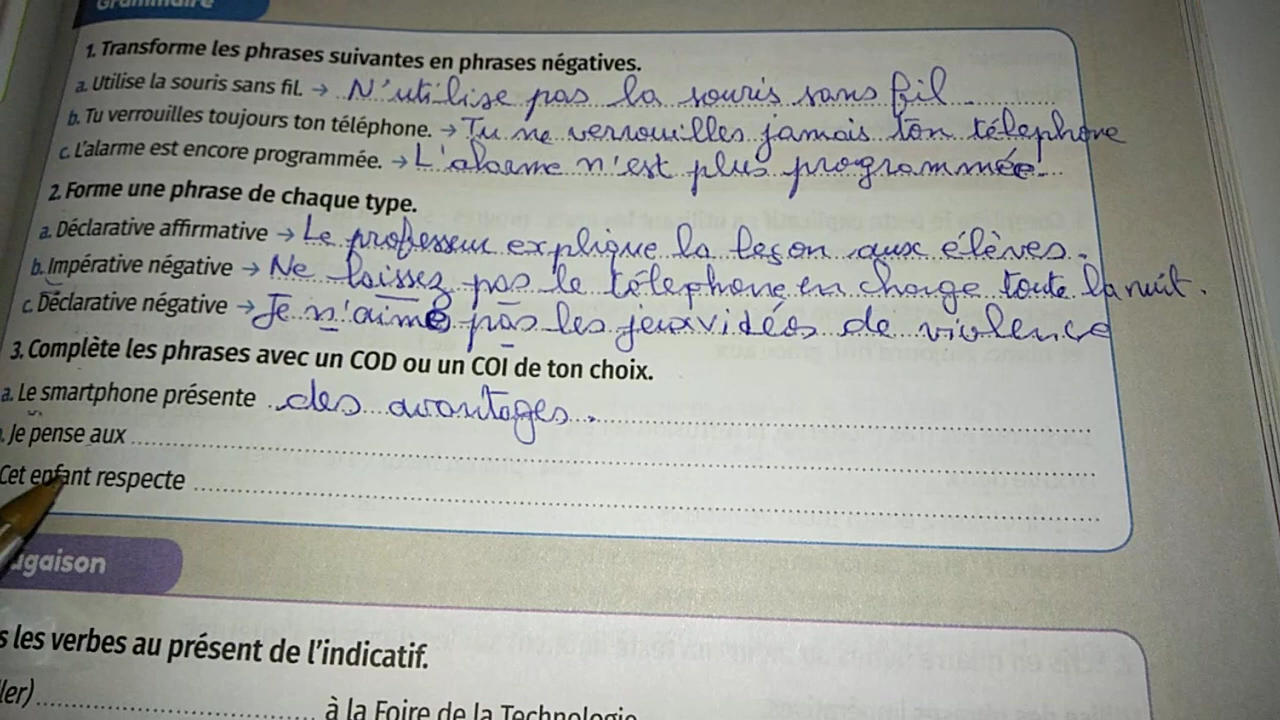 Grammaire
1. Transforme les phrases suivantes en phrases négatives.
a. Utilise la souris sans fil. → N'utilise pas la souris sans fil.
b. Tu verrouilles toujours ton téléphone. → Tu ne verrouilles jamais ton téléphone
c. L'alarme est encore programmée. → L'alarme n'est plus programmée.
2. Forme une phrase de chaque type.
a. Déclarative affirmative → Le professeur explique la leçon aux élèves.
b. Impérative négative → Ne laissez pas le téléphone en charge toute la nuit.
c. Déclarative négative → Je n'aime pas les jeux vidéos de violence
3. Complète les phrases avec un COD ou un COI de ton choix.
a. Le smartphone présente des avantages.
. Je pense aux
Cet enfant respecte
igaison
s les verbes au présent de l'indicatif.
ler) à la Foire de la Technologie